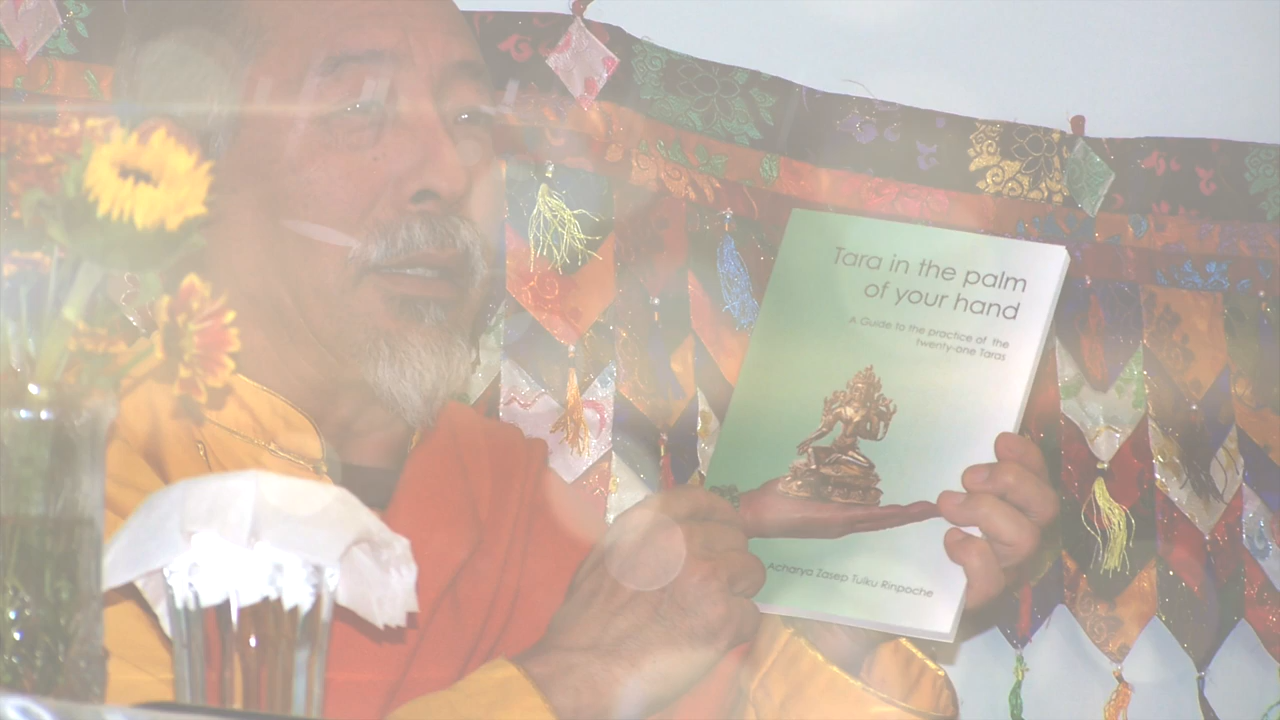 Tara in the palm
of your hand
A Guide to the practice of the
twenty-one Taras
Acharya Zasep Tulku Rinpoche